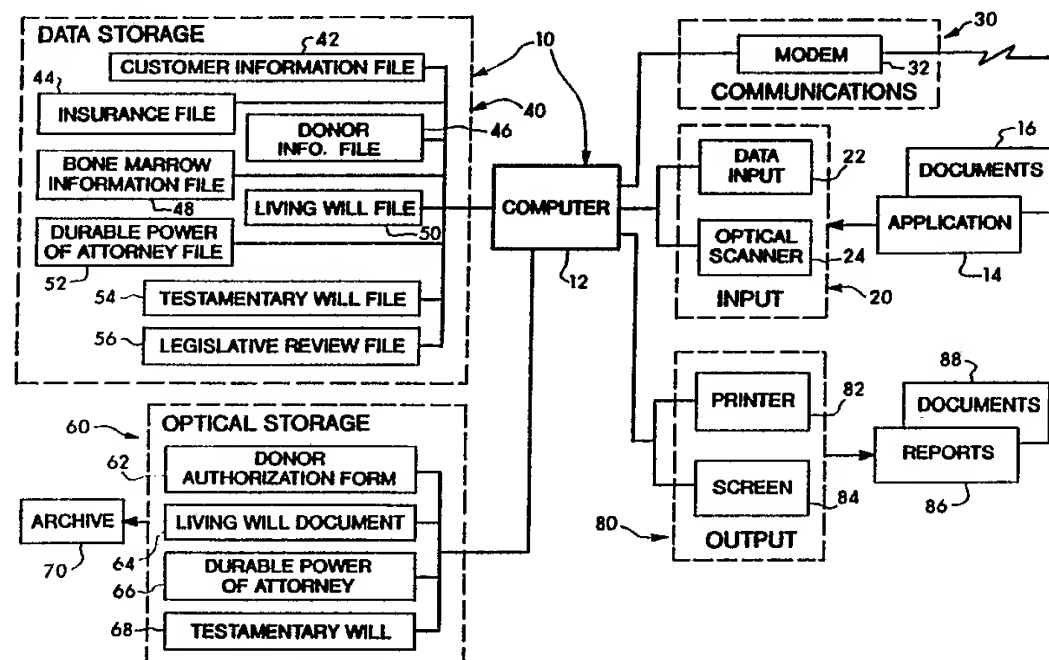 DATA STORAGE
42
CUSTOMER INFORMATION FILE
44
INSURANCE FILE
DONOR
INFO. FILE
46
BONE MARROW
INFORMATION FILE
48
LIVING WILL FILE
50
DURABLE POWER
OF ATTORNEY FILE
52
54
TESTAMENTARY WILL FILE
56
LEGISLATIVE REVIEW FILE
10
40
COMPUTER
12
30
MODEM
32
COMMUNICATIONS
DATA
INPUT
22
OPTICAL
SCANNER
24
INPUT
20
16
DOCUMENTS
APPLICATION
14
60
OPTICAL STORAGE
62
DONOR
AUTHORIZATION FORM
ARCHIVE
70
LIVING WILL DOCUMENT
64
DURABLE POWER
OF ATTORNEY
66
68
TESTAMENTARY WILL
PRINTER
82
SCREEN
84
80
OUTPUT
88
DOCUMENTS
REPORTS
86